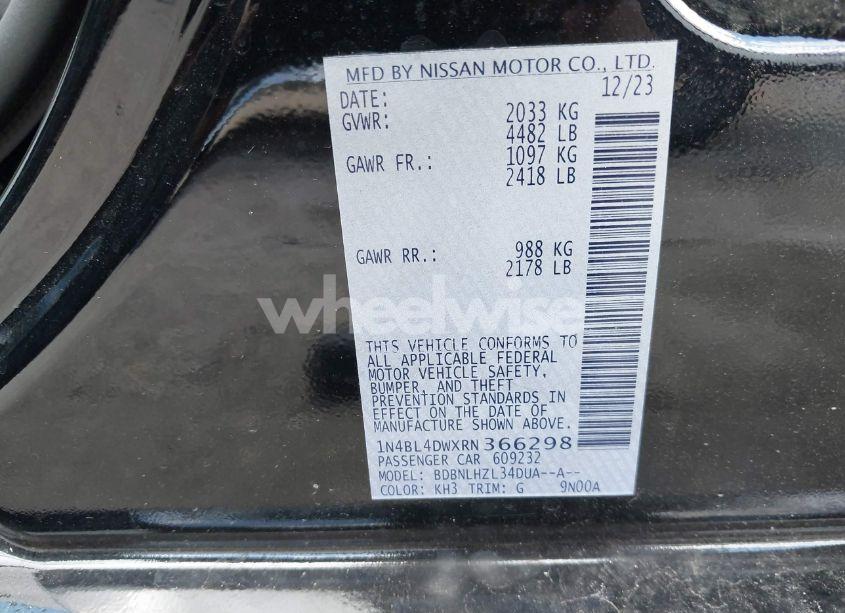 MFD BY NISSAN MOTOR CO., LTD.
DATE: 12/23
GVWR: 2033 KG
4482 LB
GAWR FR.: 1097 KG
2418 LB
GAWR RR.: 988 KG
2178 LB
wheelwise
THIS VEHICLE CONFORMS TO
ALL APPLICABLE FEDERAL
MOTOR VEHICLE SAFETY,
BUMPER, AND THEFT
PREVENTION STANDARDS IN
EFFECT ON THE DATE OF
MANUFACTURE SHOWN ABOVE.
1N4BL4DWXRN366298
PASSENGER CAR 609232
MODEL: BDBNLHZL34DUA--A--
COLOR: KH3 TRIM: G 9N00A